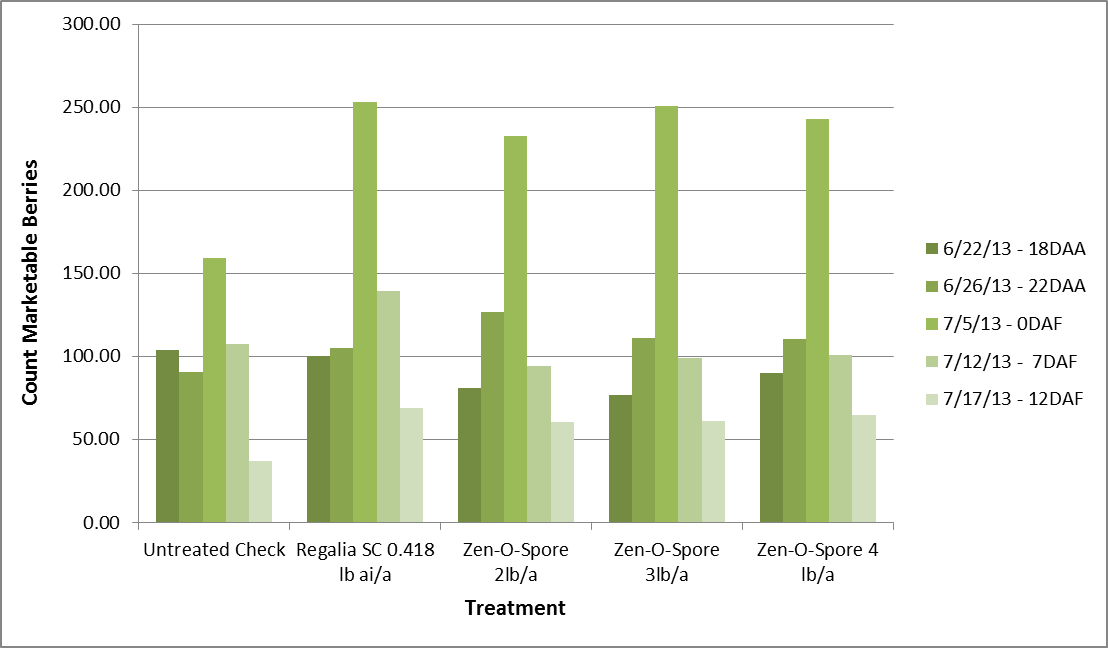 300.00
250.00
200.00
150.00
100.00
50.00
0.00
Count Marketable Berries
Untreated Check
Regalia SC 0.418
lb ai/a
Zen-O-Spore
2lb/a
Zen-O-Spore
3lb/a
Zen-O-Spore 4
lb/a
Treatment
6/22/13 - 18DAA
6/26/13 - 22DAA
7/5/13 - 0DAF
7/12/13 - 7DAF
7/17/13 - 12DAF